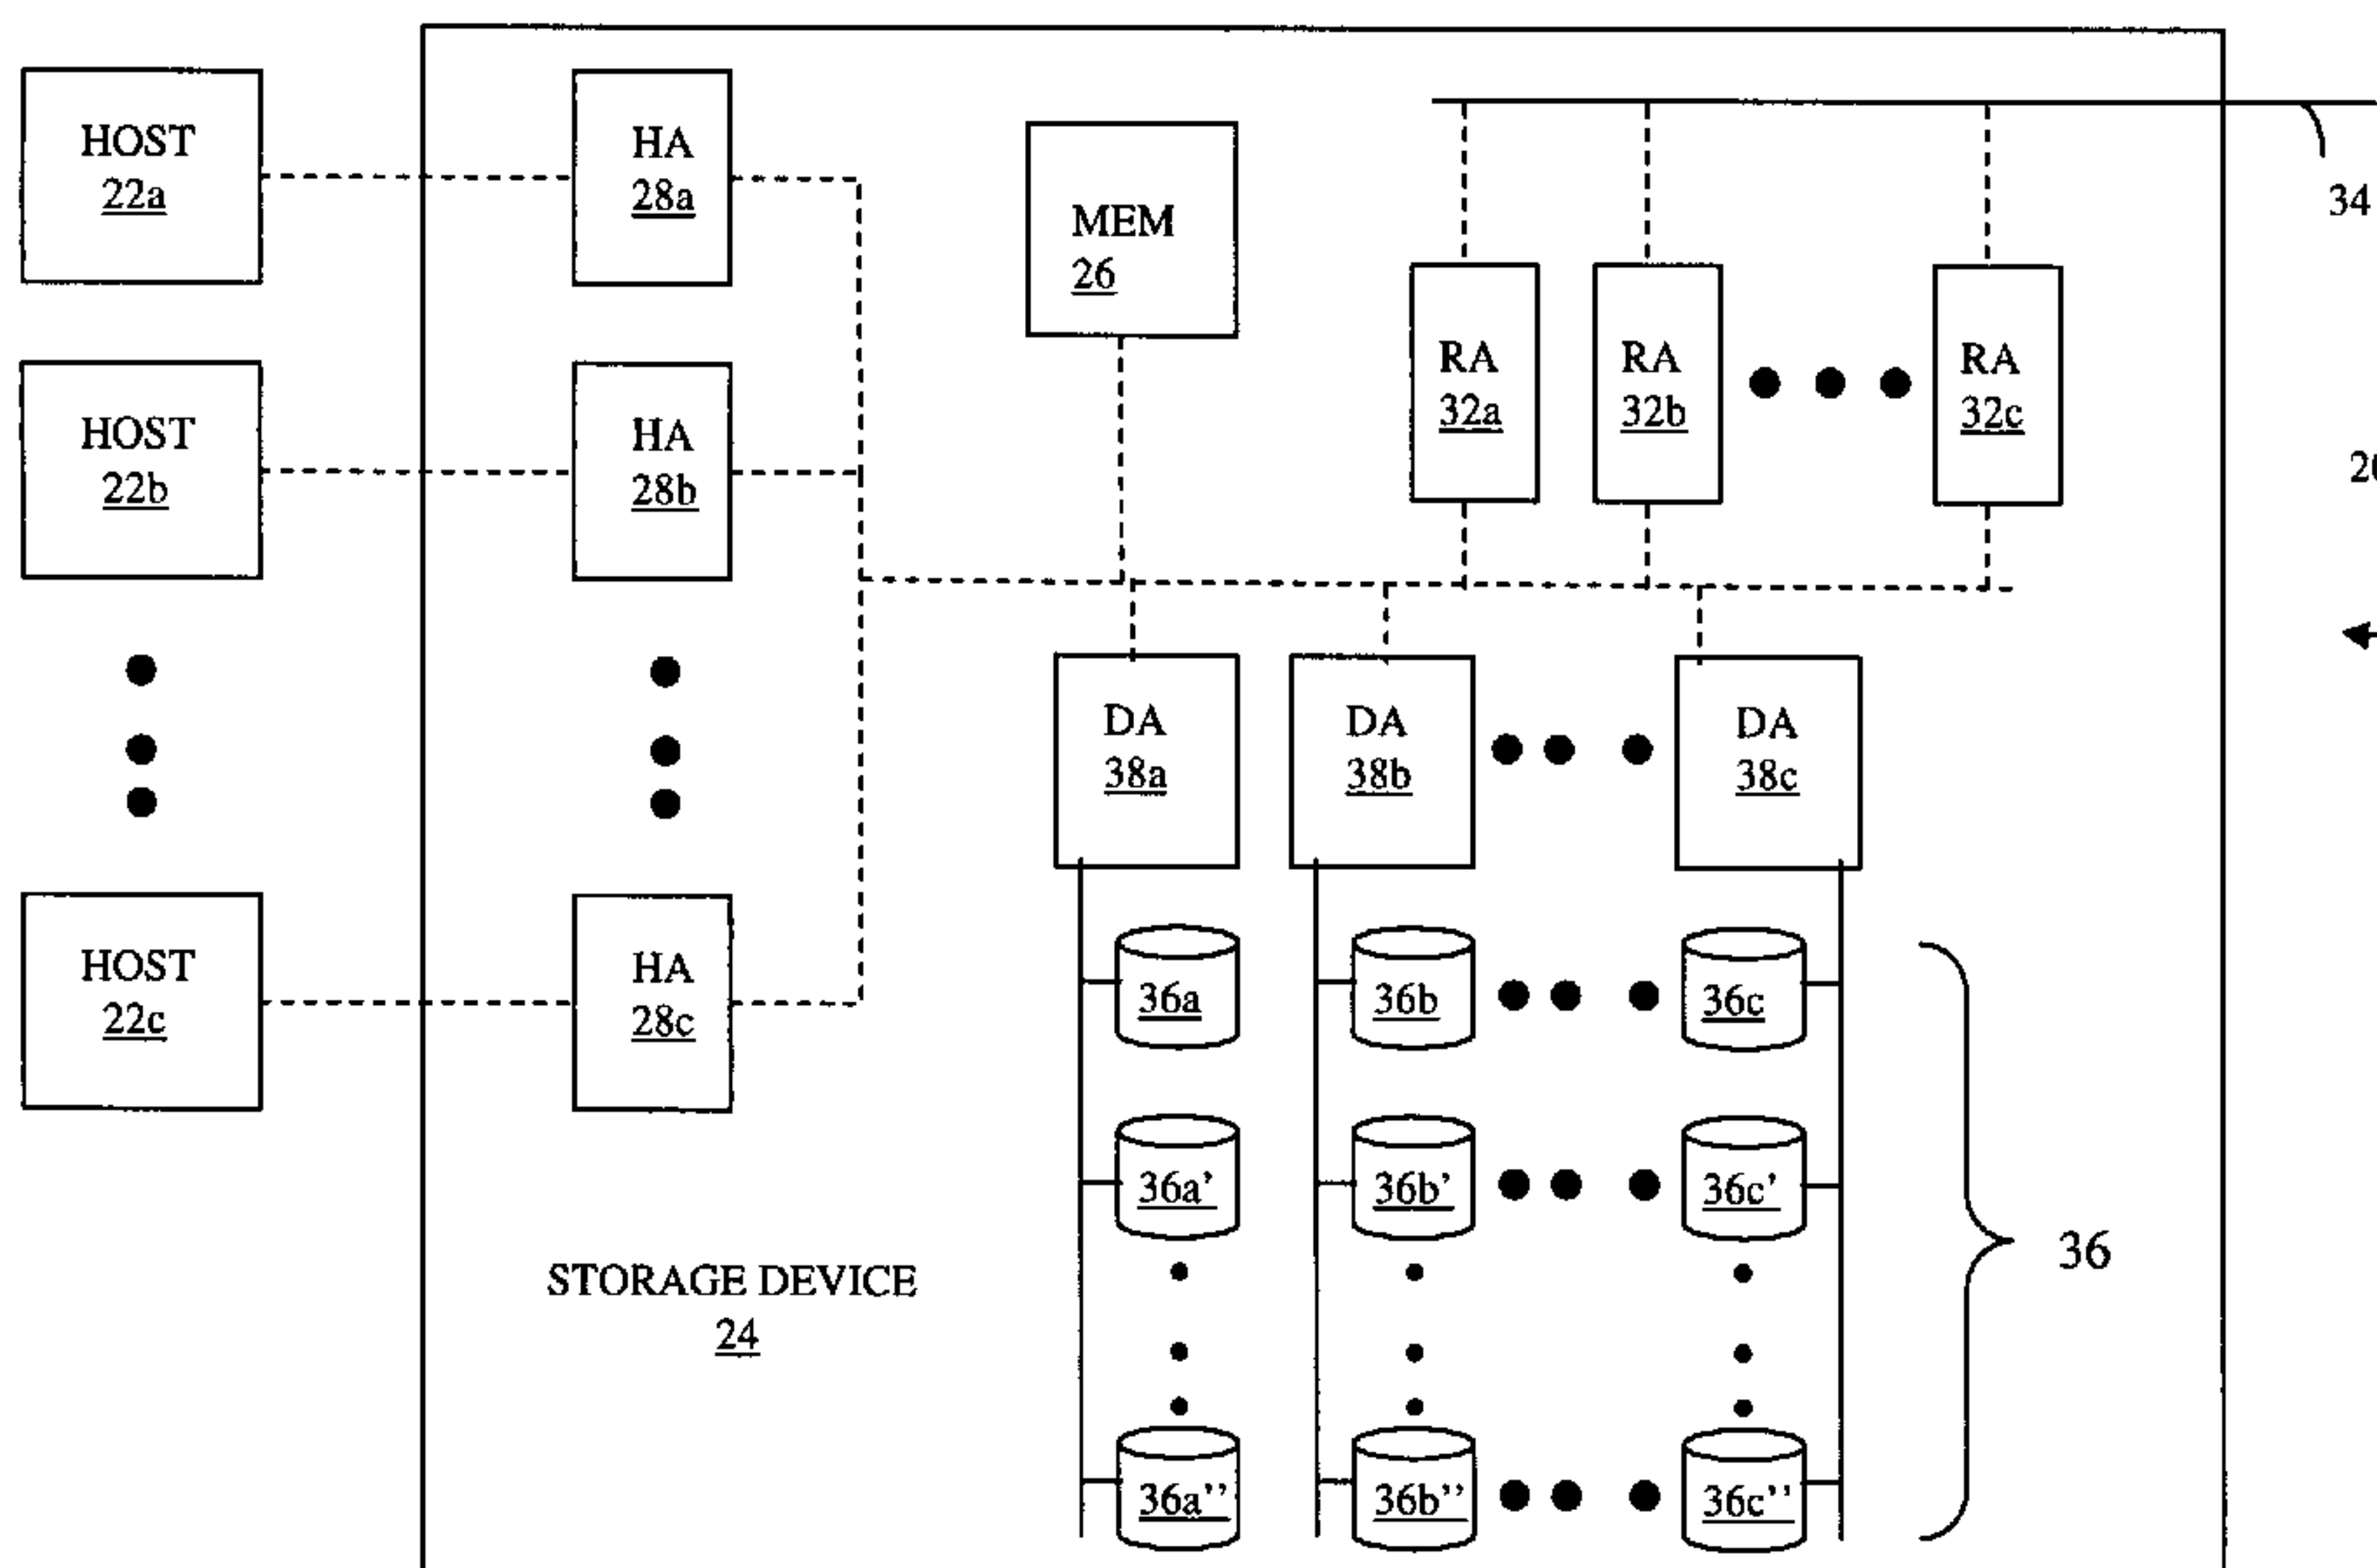 HOST
22a
HA
28a
MEM
26
34
HOST
22b
HA
28b
RA
32a
RA
32b
RA
32c
DA
38a
DA
38b
DA
38c
HOST
22c
HA
28c
36a
36b
36c
36a’
36b’
36c’
36
STORAGE DEVICE
24
36a’’
36b’’
36c’’